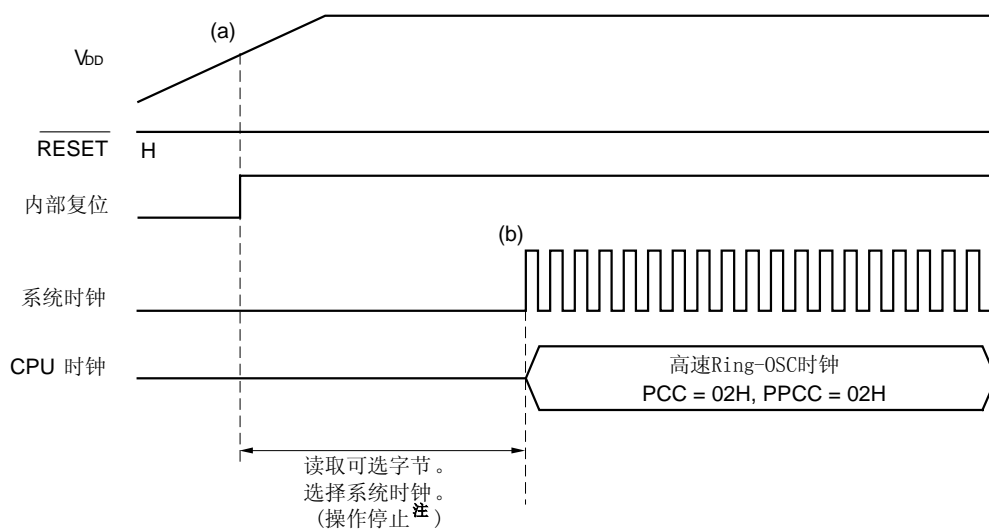 (a)
VDD
RESET
H
内部复位
(b)
系统时钟
CPU 时钟
高速Ring-OSC时钟
PCC = 02H, PPCC = 02H
读取可选字节。
选择系统时钟。
(操作停止注)